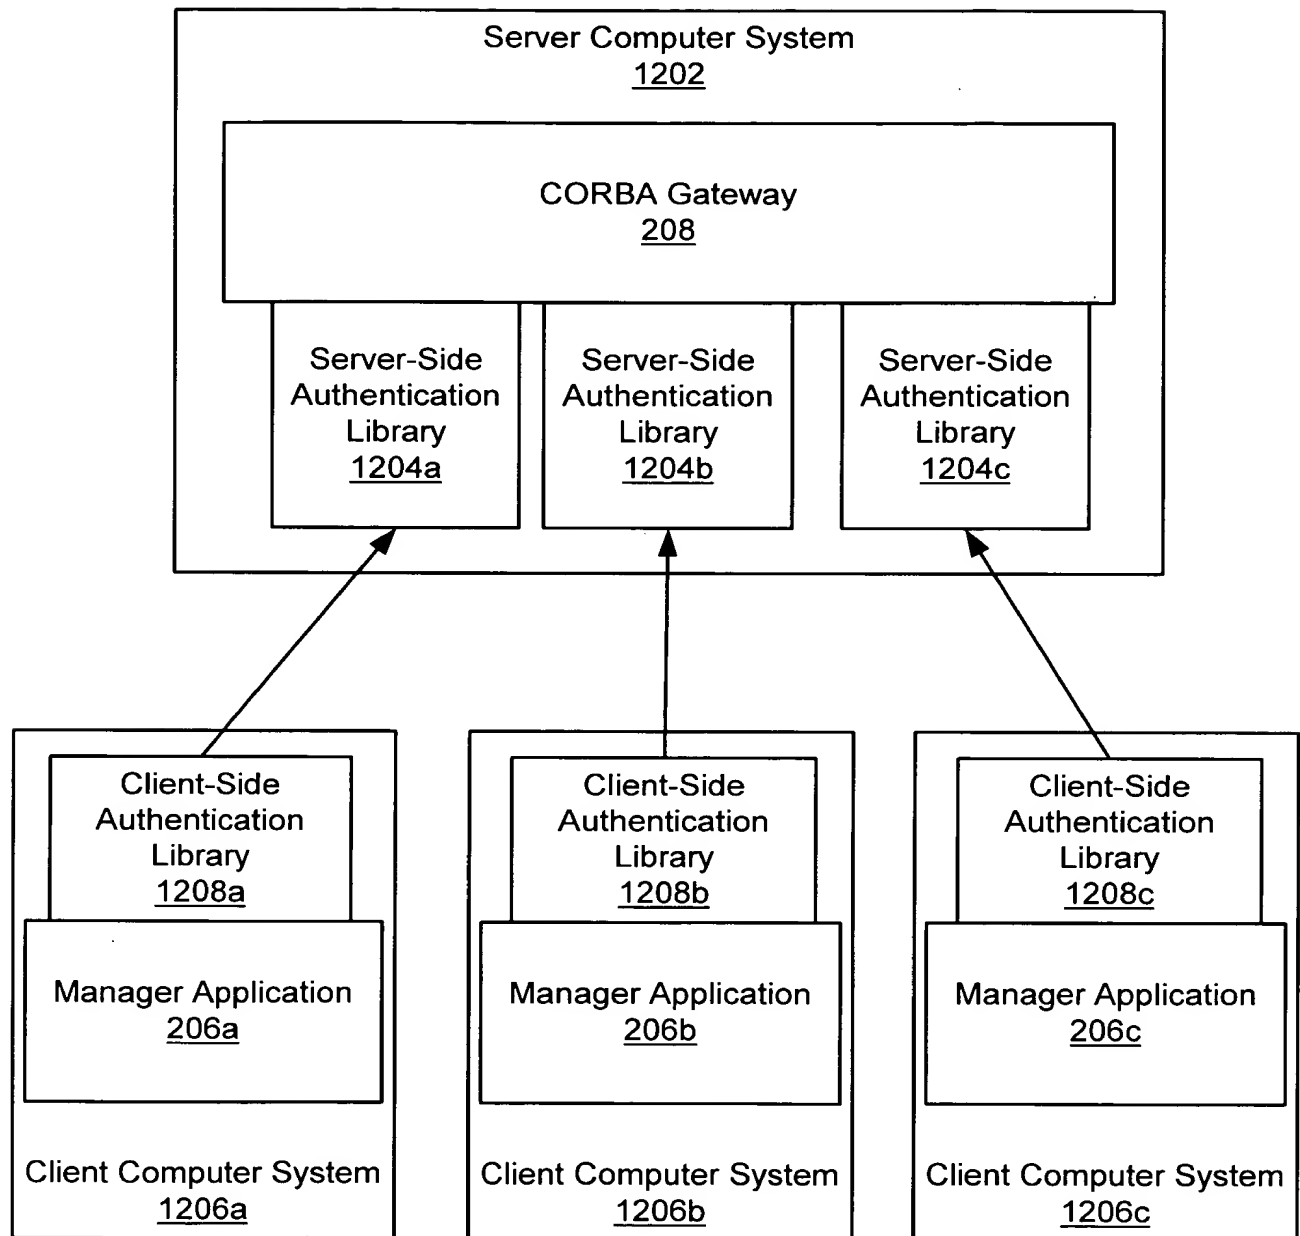 Server Computer System
1202
CORBA Gateway
208
Server-Side
Authentication
Library
1204a
Server-Side
Authentication
Library
1204b
Server-Side
Authentication
Library
1204c
Client-Side
Authentication
Library
1208a
Manager Application
206a
Client Computer System
1206a
Client-Side
Authentication
Library
1208b
Manager Application
206b
Client Computer System
1206b
Client-Side
Authentication
Library
1208c
Manager Application
206c
Client Computer System
1206c